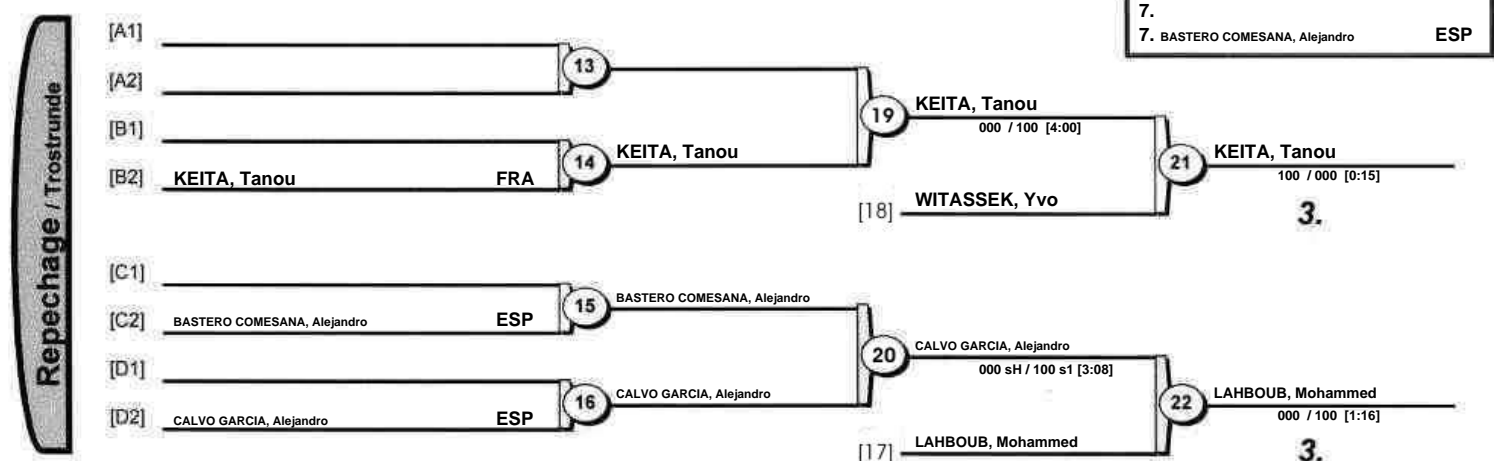 7.
7. BASTERO COMESANA, Alejandro ESP
Repechage / Trostrunde
[A1]
13
[A2]
[B1]
14 KEITA, Tanou
[B2] KEITA, Tanou FRA
19 KEITA, Tanou
000 / 100 [4:00]
[18] WITASSEK, Yvo
21 KEITA, Tanou
100 / 000 [0:15]
3.
[C1]
15 BASTERO COMESANA, Alejandro
[C2] BASTERO COMESANA, Alejandro ESP
[D1]
16 CALVO GARCIA, Alejandro
[D2] CALVO GARCIA, Alejandro ESP
20 CALVO GARCIA, Alejandro
000 sH / 100 s1 [3:08]
[17] LAHBOUB, Mohammed
22 LAHBOUB, Mohammed
000 / 100 [1:16]
3.